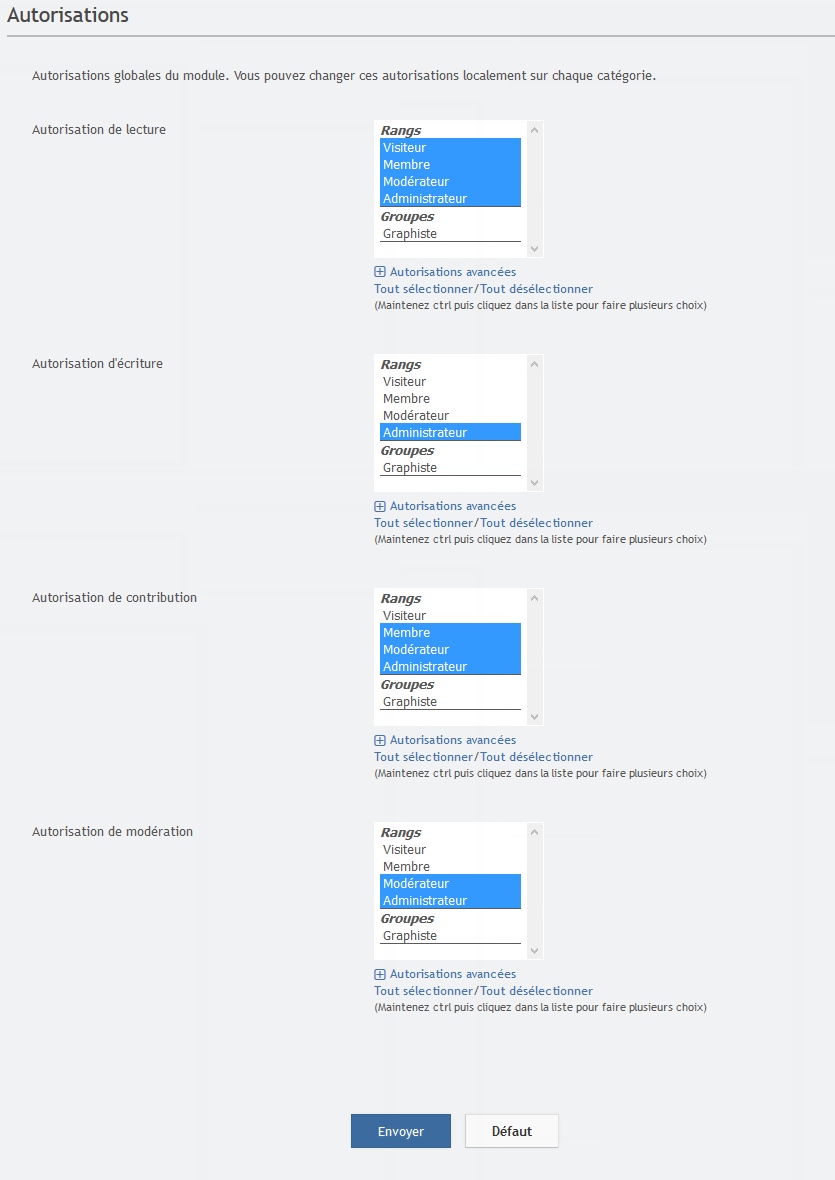 Autorisations
Autorisations globales du module. Vous pouvez changer ces autorisations localement sur chaque catégorie.
Autorisation de lecture
Rangs
Visiteur
Membre
Modérateur
Administrateur
Groupes
Graphiste
Autorisations avancées
Tout sélectionner/Tout désélectionner
(Maintenez ctrl puis cliquez dans la liste pour faire plusieurs choix)
Autorisation d'écriture
Rangs
Visiteur
Membre
Modérateur
Administrateur
Groupes
Graphiste
Autorisations avancées
Tout sélectionner/Tout désélectionner
(Maintenez ctrl puis cliquez dans la liste pour faire plusieurs choix)
Autorisation de contribution
Rangs
Visiteur
Membre
Modérateur
Administrateur
Groupes
Graphiste
Autorisations avancées
Tout sélectionner/Tout désélectionner
(Maintenez ctrl puis cliquez dans la liste pour faire plusieurs choix)
Autorisation de modération
Rangs
Visiteur
Membre
Modérateur
Administrateur
Groupes
Graphiste
Autorisations avancées
Tout sélectionner/Tout désélectionner
(Maintenez ctrl puis cliquez dans la liste pour faire plusieurs choix)
Envoyer
Défaut